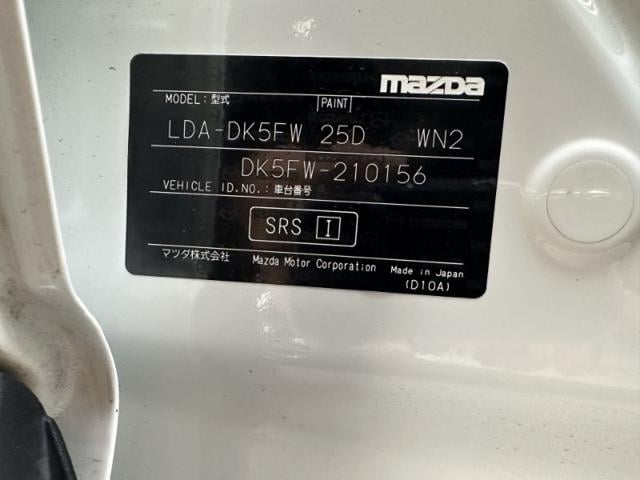 mazda
MODEL:型式 PAINT
LDA-DK5FW 25D WN2
DK5FW-210156
VEHICLE ID.NO.:車台番号
SRS I
マツダ株式会社 Mazda Motor Corporation Made in Japan
(D10A)